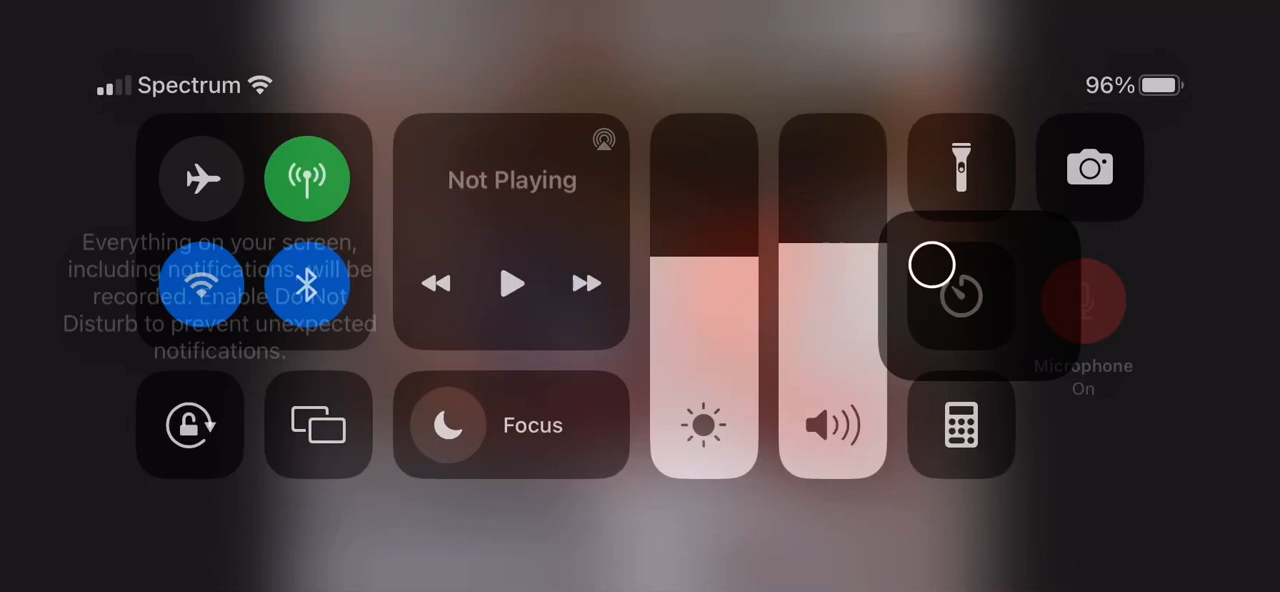 Spectrum
96%
Not Playing
Everything on your screen,
including notifications, will be
recorded. Enable Do Not
Disturb to prevent unexpected
notifications.
Microphone
On
Focus